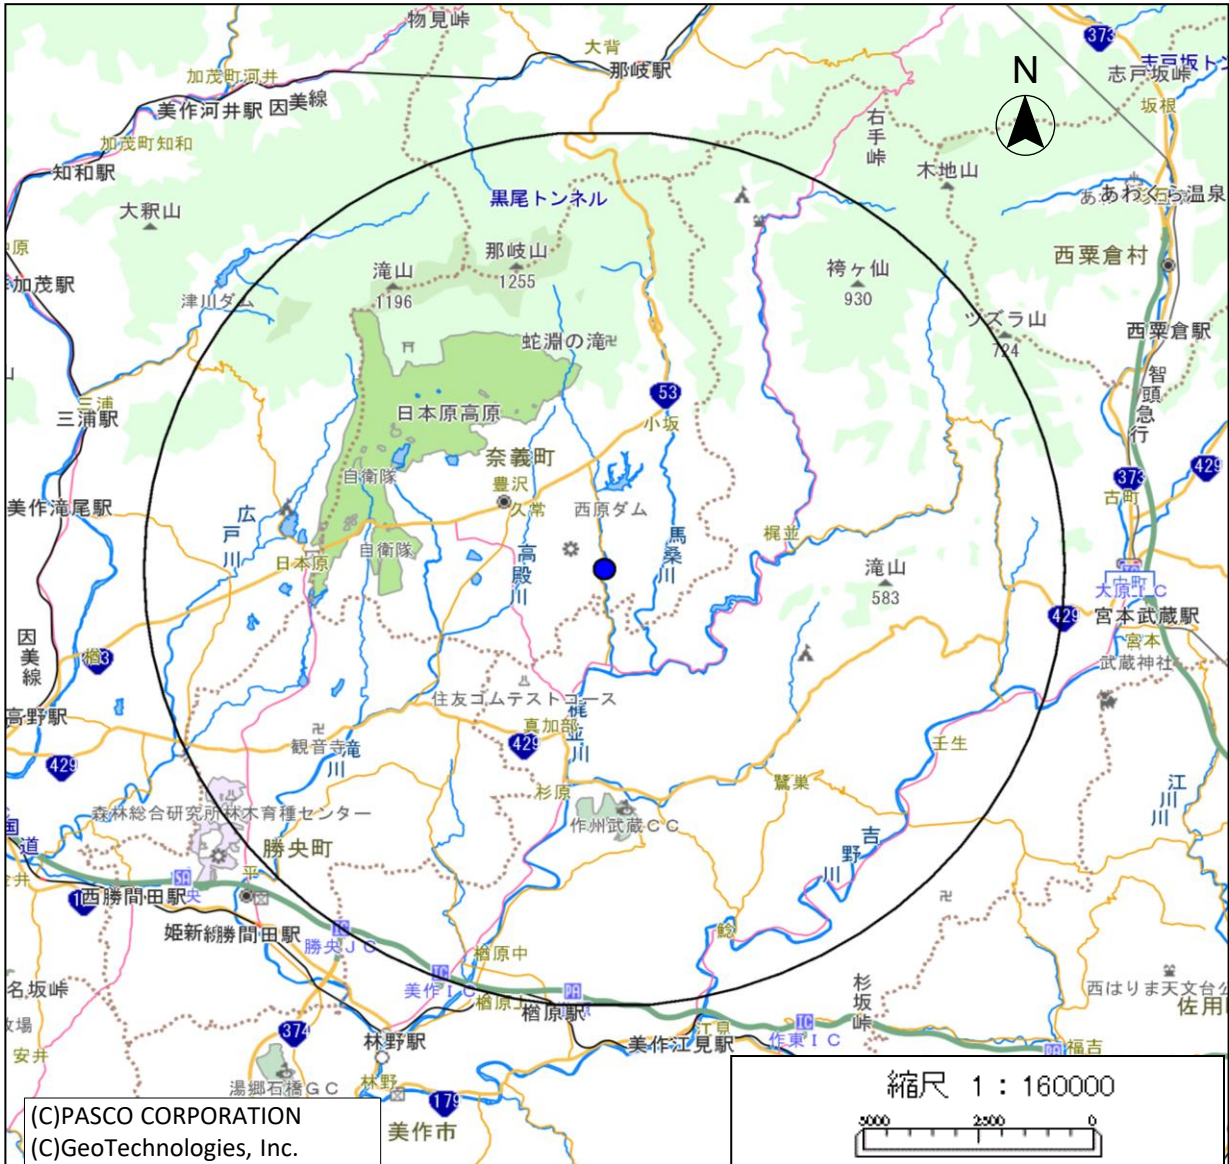 物見峠
大背
那岐駅
373
志戸坂ト
志戸坂峠
坂根
N
加茂町河井
美作河井駅
因美線
加茂町知和
知和駅
右手峠
木地山
大釈山
黒尾トンネル
あわくら温泉
西粟倉村
加茂駅
滝山
1196
那岐山
1255
袴ヶ仙
930
津川ダム
ツズラ山
724
西粟倉駅
蛇淵の滝
智頭急行
三浦
三浦駅
日本原高原
53
小坂
奈義町
自衛隊
豊沢
久常
西原ダム
373
429
古町
美作滝尾駅
広戸川
日本原
自衛隊
高殿川
馬桑川
梶並
滝山
583
大原IC
429
宮本武蔵駅
宮本
武蔵神社
因美線
高野駅
住友ゴムテストコース
梶並川
真加部
429
観音寺
滝川
429
壬生
江川川
杉原
鷺巣
森林総合研究所林木育種センター
作州武蔵CC
国道
勝央町
吉野川
平
SA
西勝間田駅
勝間田駅
姫新線
IC
勝央JC
鯰
楢原中
IC
美作IC
PA
楢原駅
名坂峠
杉坂峠
西はりま天文台公
佐用
牧場
安井
374
林野駅
江見
美作江見駅
IC
作東IC
福吉
湯郷石橋GC
林野
179
美作市
縮尺 1:160000
5000 2500 0
(C)PASCO CORPORATION
(C)GeoTechnologies, Inc.